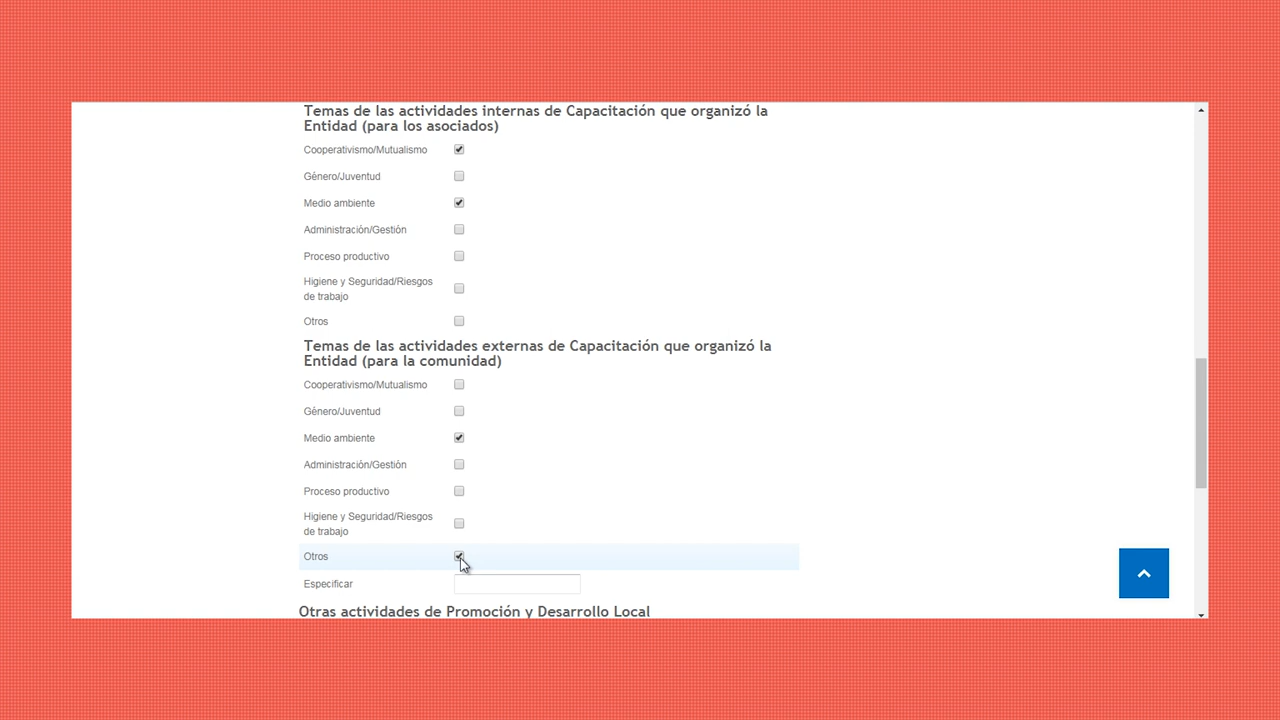 Temas de las actividades internas de Capacitación que organizó la
Entidad (para los asociados)
Cooperativismo/Mutualismo
Género/Juventud
Medio ambiente
Administración/Gestión
Proceso productivo
Higiene y Seguridad/Riesgos
de trabajo
Otros
Temas de las actividades externas de Capacitación que organizó la
Entidad (para la comunidad)
Cooperativismo/Mutualismo
Género/Juventud
Medio ambiente
Administración/Gestión
Proceso productivo
Higiene y Seguridad/Riesgos
de trabajo
Otros
Especificar
Otras actividades de Promoción y Desarrollo Local